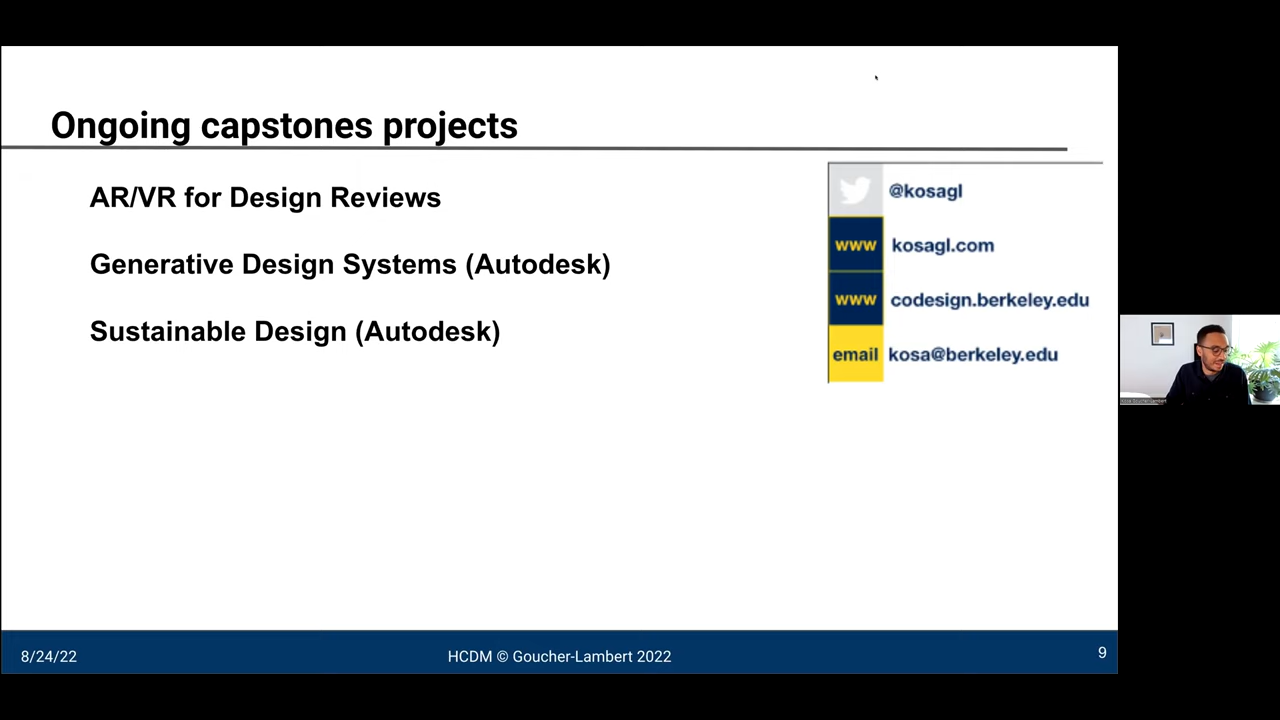 Ongoing capstones projects
AR/VR for Design Reviews
Generative Design Systems (Autodesk)
Sustainable Design (Autodesk)
@kosagl
www kosagl.com
www codesign.berkeley.edu
email kosa@berkeley.edu
8/24/22
HCDM © Goucher-Lambert 2022
9